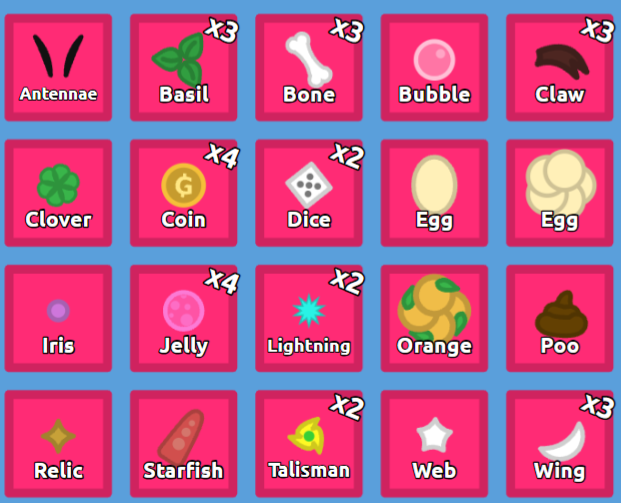 Antennae
x3
Basil
x3
Bone
Bubble
x3
Claw
Clover
x4
G
Coin
x2
Dice
Egg
Egg
Iris
x4
Jelly
x2
Lightning
Orange
Poo
Relic
Starfish
x2
Talisman
Web
x3
Wing